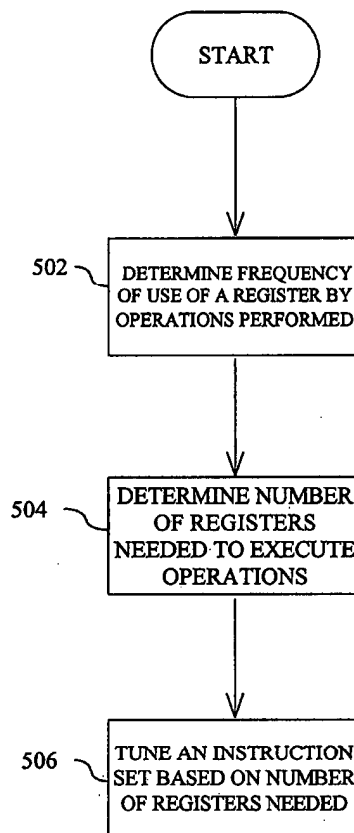 START
502
DETERMINE FREQUENCY
OF USE OF A REGISTER BY
OPERATIONS PERFORMED
504
DETERMINE NUMBER
OF REGISTERS
NEEDED TO EXECUTE
OPERATIONS
506
TUNE AN INSTRUCTION
SET BASED ON NUMBER
OF REGISTERS NEEDED